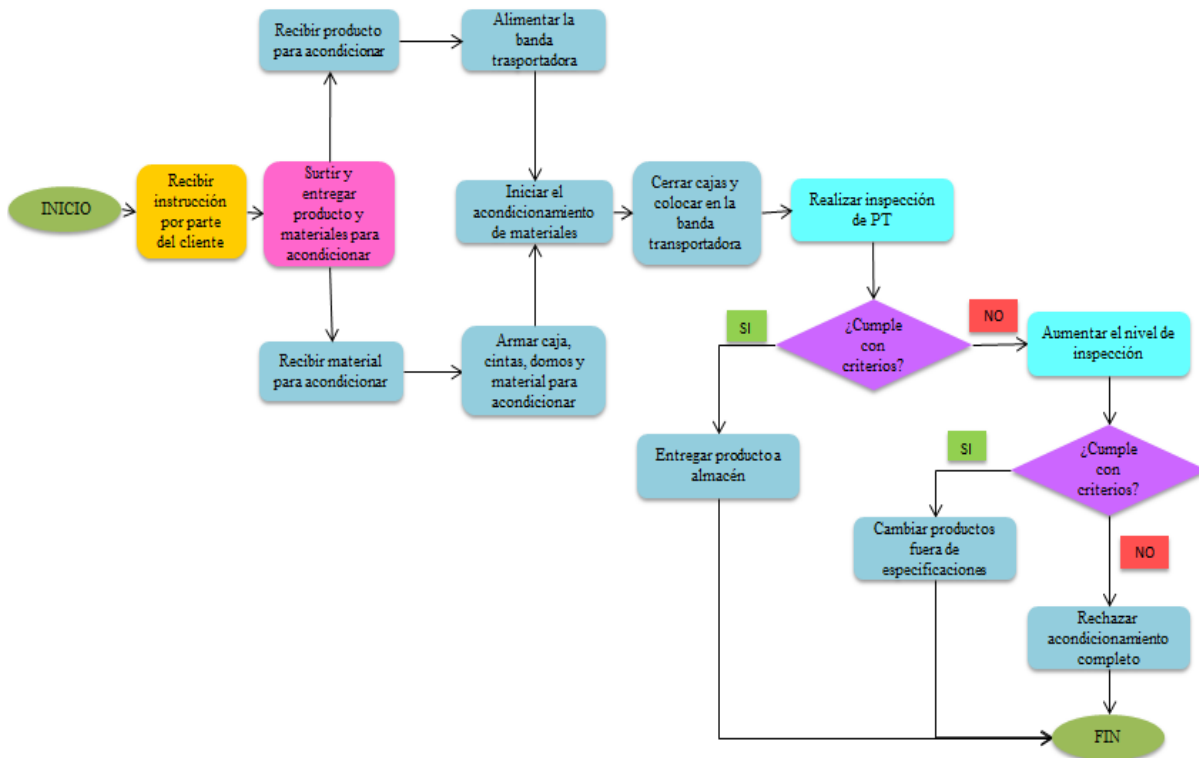 Recibir producto
para acondicionar
Alimentar la
banda
trasportadora
INICIO
Recibir
instrucción
por parte
del cliente
Surtir y
entregar
producto y
materiales para
acondicionar
Iniciar el
acondicionamiento
de materiales
Cerrar cajas y
colocar en la
banda
transportadora
Realizar inspección
de PT
Recibir material
para acondicionar
Armar caja,
cintas, domos y
material para
acondicionar
SI
¿Cumple
con
criterios?
NO
Aumentar el nivel de
inspección
Entregar producto a
almacén
SI
¿Cumple
con
criterios?
Cambiar productos
fuera de
especificaciones
NO
Rechazar
acondicionamiento
completo
FIN